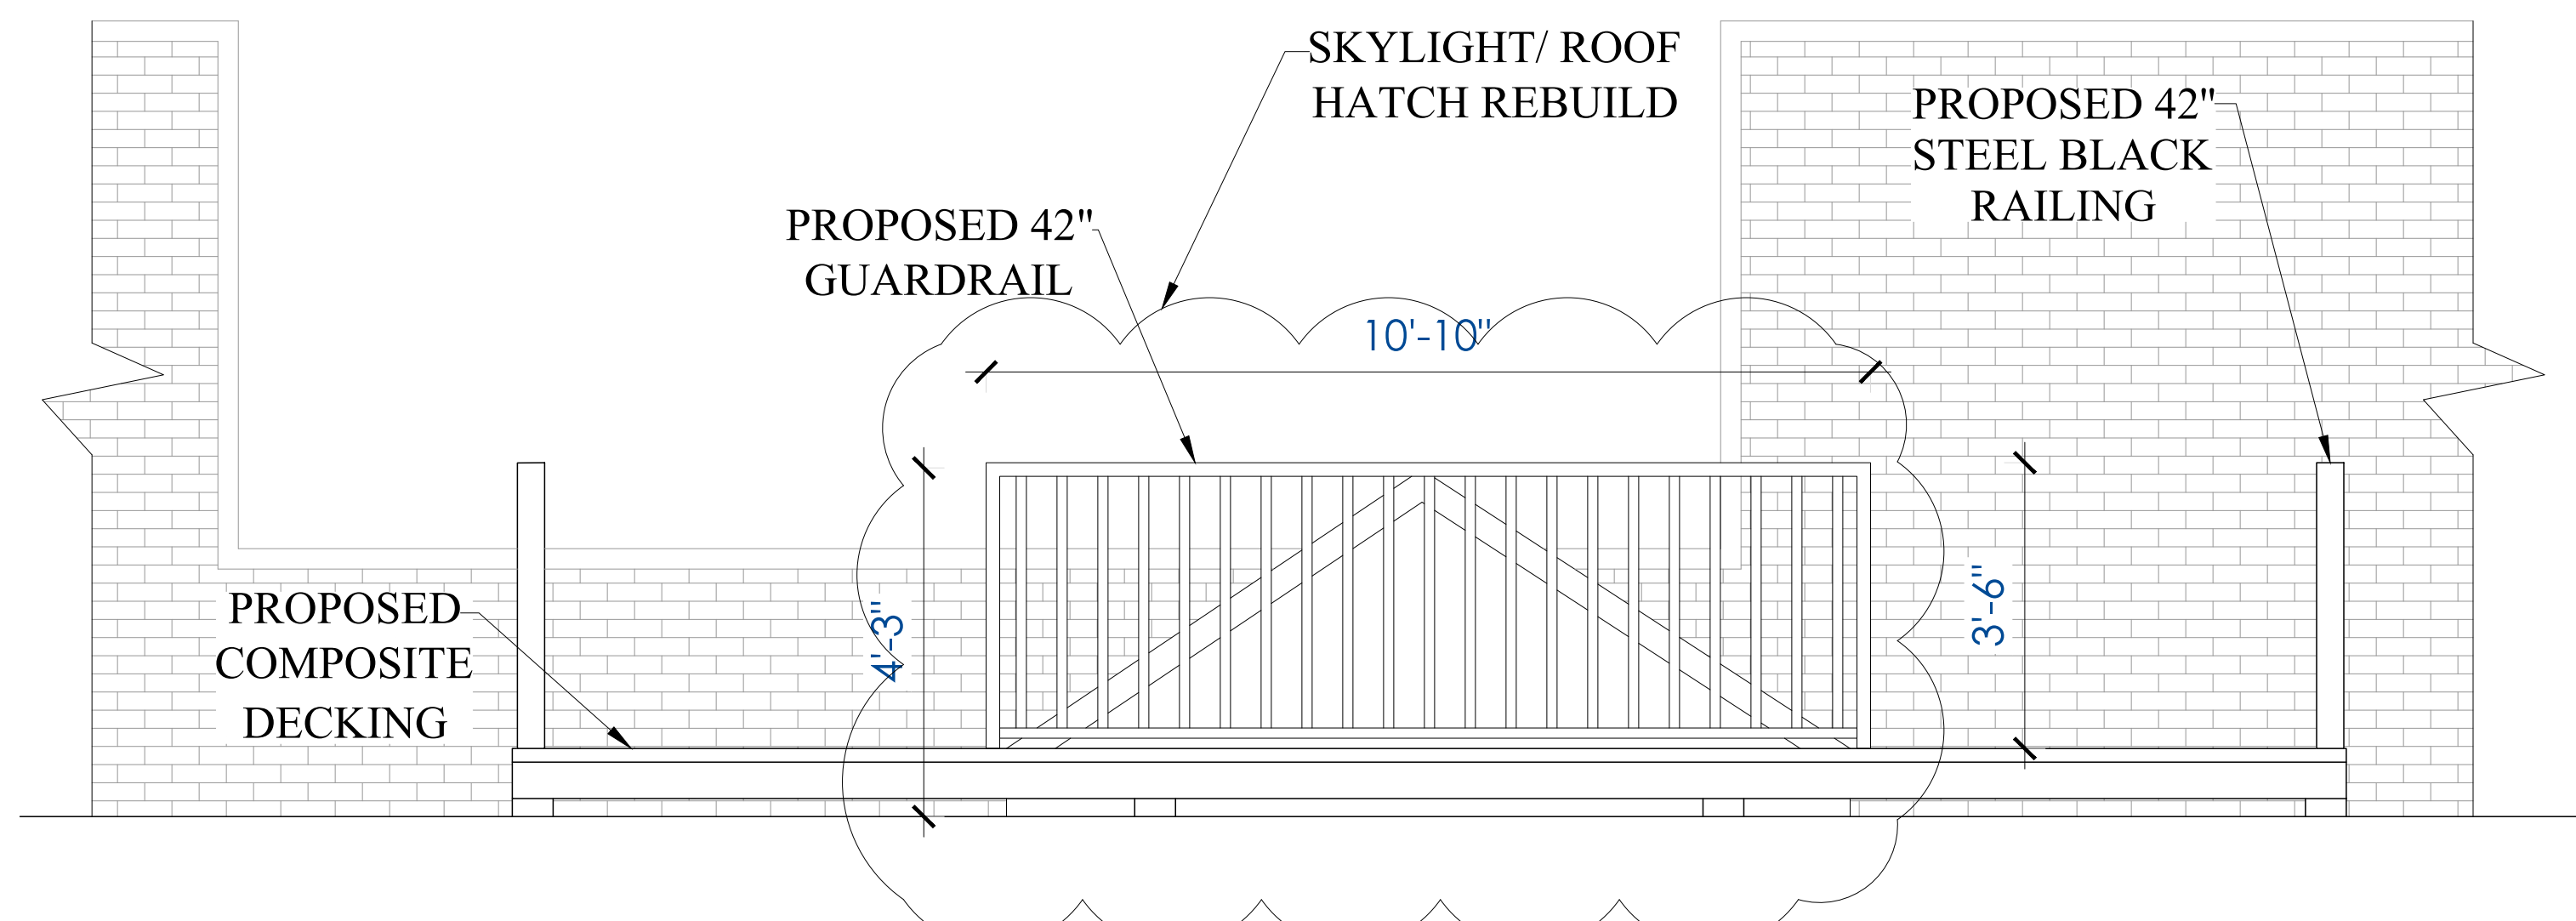 SKYLIGHT/ ROOF
HATCH REBUILD
PROPOSED 42"
STEEL BLACK
RAILING
PROPOSED 42"
GUARDRAIL
10'-10"
PROPOSED
COMPOSITE
DECKING
4'-3"
3'-6"